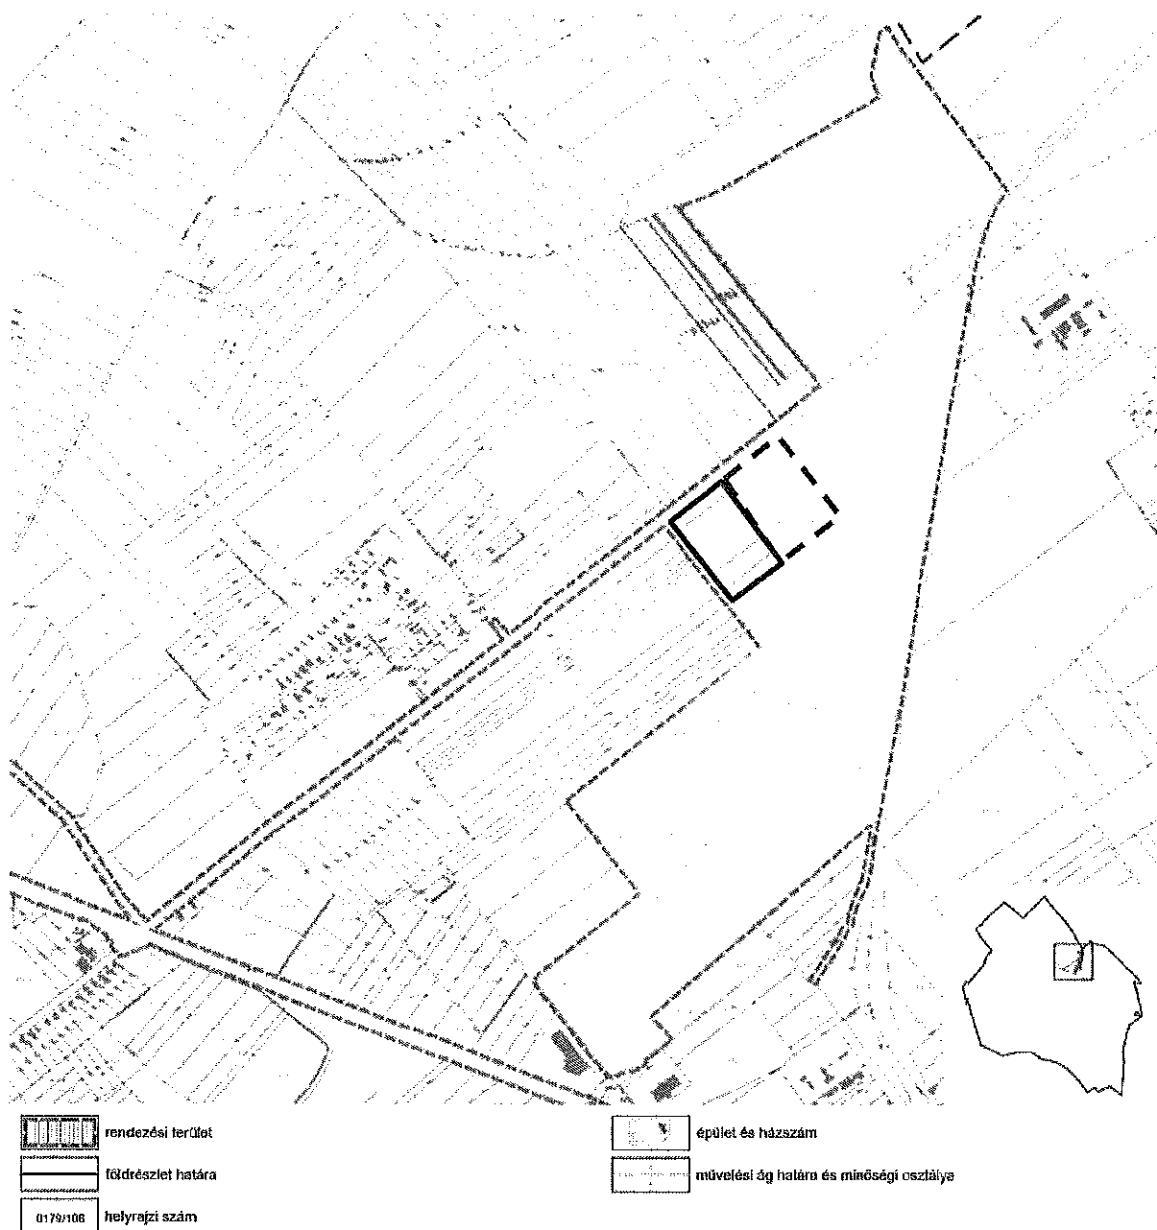 rendezési terület
földrészlet határa
0179/106 helyrajzi szám
épület és házszám
művelési ág határa és minőségi osztálya